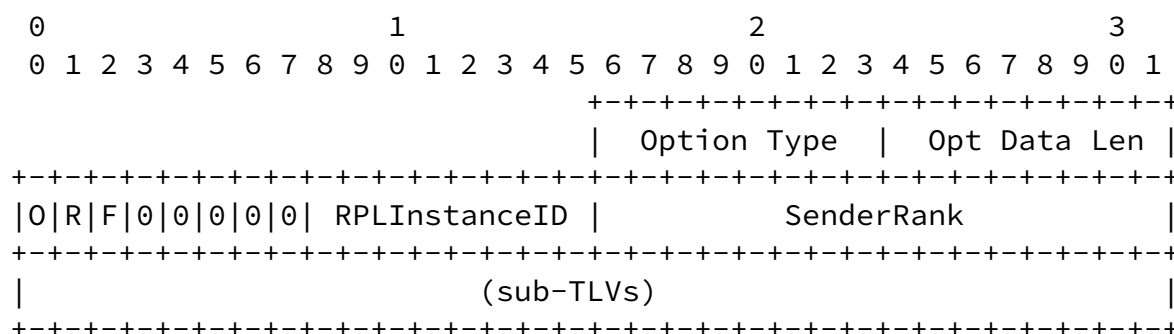 0                   1                   2                   3
 0 1 2 3 4 5 6 7 8 9 0 1 2 3 4 5 6 7 8 9 0 1 2 3 4 5 6 7 8 9 0 1
                                +-+-+-+-+-+-+-+-+-+-+-+-+-+-+-+-+
                                |  Option Type  |  Opt Data Len |
+-+-+-+-+-+-+-+-+-+-+-+-+-+-+-+-+-+-+-+-+-+-+-+-+-+-+-+-+-+-+-+-+
|O|R|F|0|0|0|0|0| RPLInstanceID |          SenderRank           |
+-+-+-+-+-+-+-+-+-+-+-+-+-+-+-+-+-+-+-+-+-+-+-+-+-+-+-+-+-+-+-+-+
|                         (sub-TLVs)                            |
+-+-+-+-+-+-+-+-+-+-+-+-+-+-+-+-+-+-+-+-+-+-+-+-+-+-+-+-+-+-+-+-+